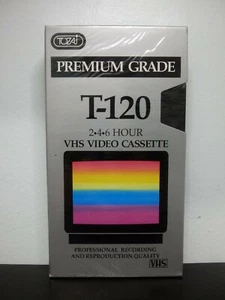 TOZAI
PREMIUM GRADE
T-120
2•4•6 HOUR
VHS VIDEO CASSETTE
PROFESSIONAL RECORDING
AND REPRODUCTION QUALITY
VHS